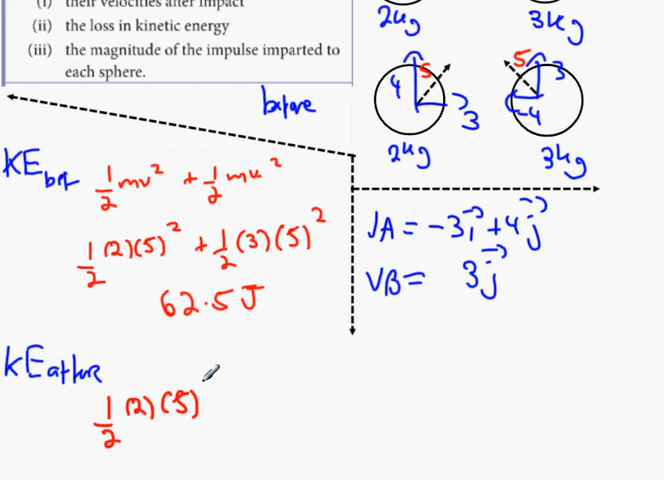 (i) their velocities after impact
(ii) the loss in kinetic energy
(iii) the magnitude of the impulse imparted to
each sphere.
2kg 3kg
before
4 5 3
5 3 -4
2kg 3kg
KE bef 1/2 mv² + 1/2 mu²
1/2 (2)(5)² + 1/2 (3)(5)²
62.5 J
VA = -3i + 4j
VB = 3j
KE after
1/2 (2)(5)